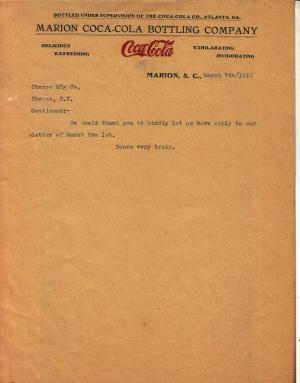 BOTTLED UNDER SUPERVISION OF THE COCA-COLA CO., ATLANTA, GA.
MARION COCA-COLA BOTTLING COMPANY
DELICIOUS
REFRESHING
Coca-Cola
EXHILARATING
INVIGORATING
MARION, S. C., March 7th/191
Cheraw Mfg Co,
Cheraw, S.C.
Gentlemen:-
We would thank you to kindly let us have reply to our
letter of March the 1st.
Yours very truly.